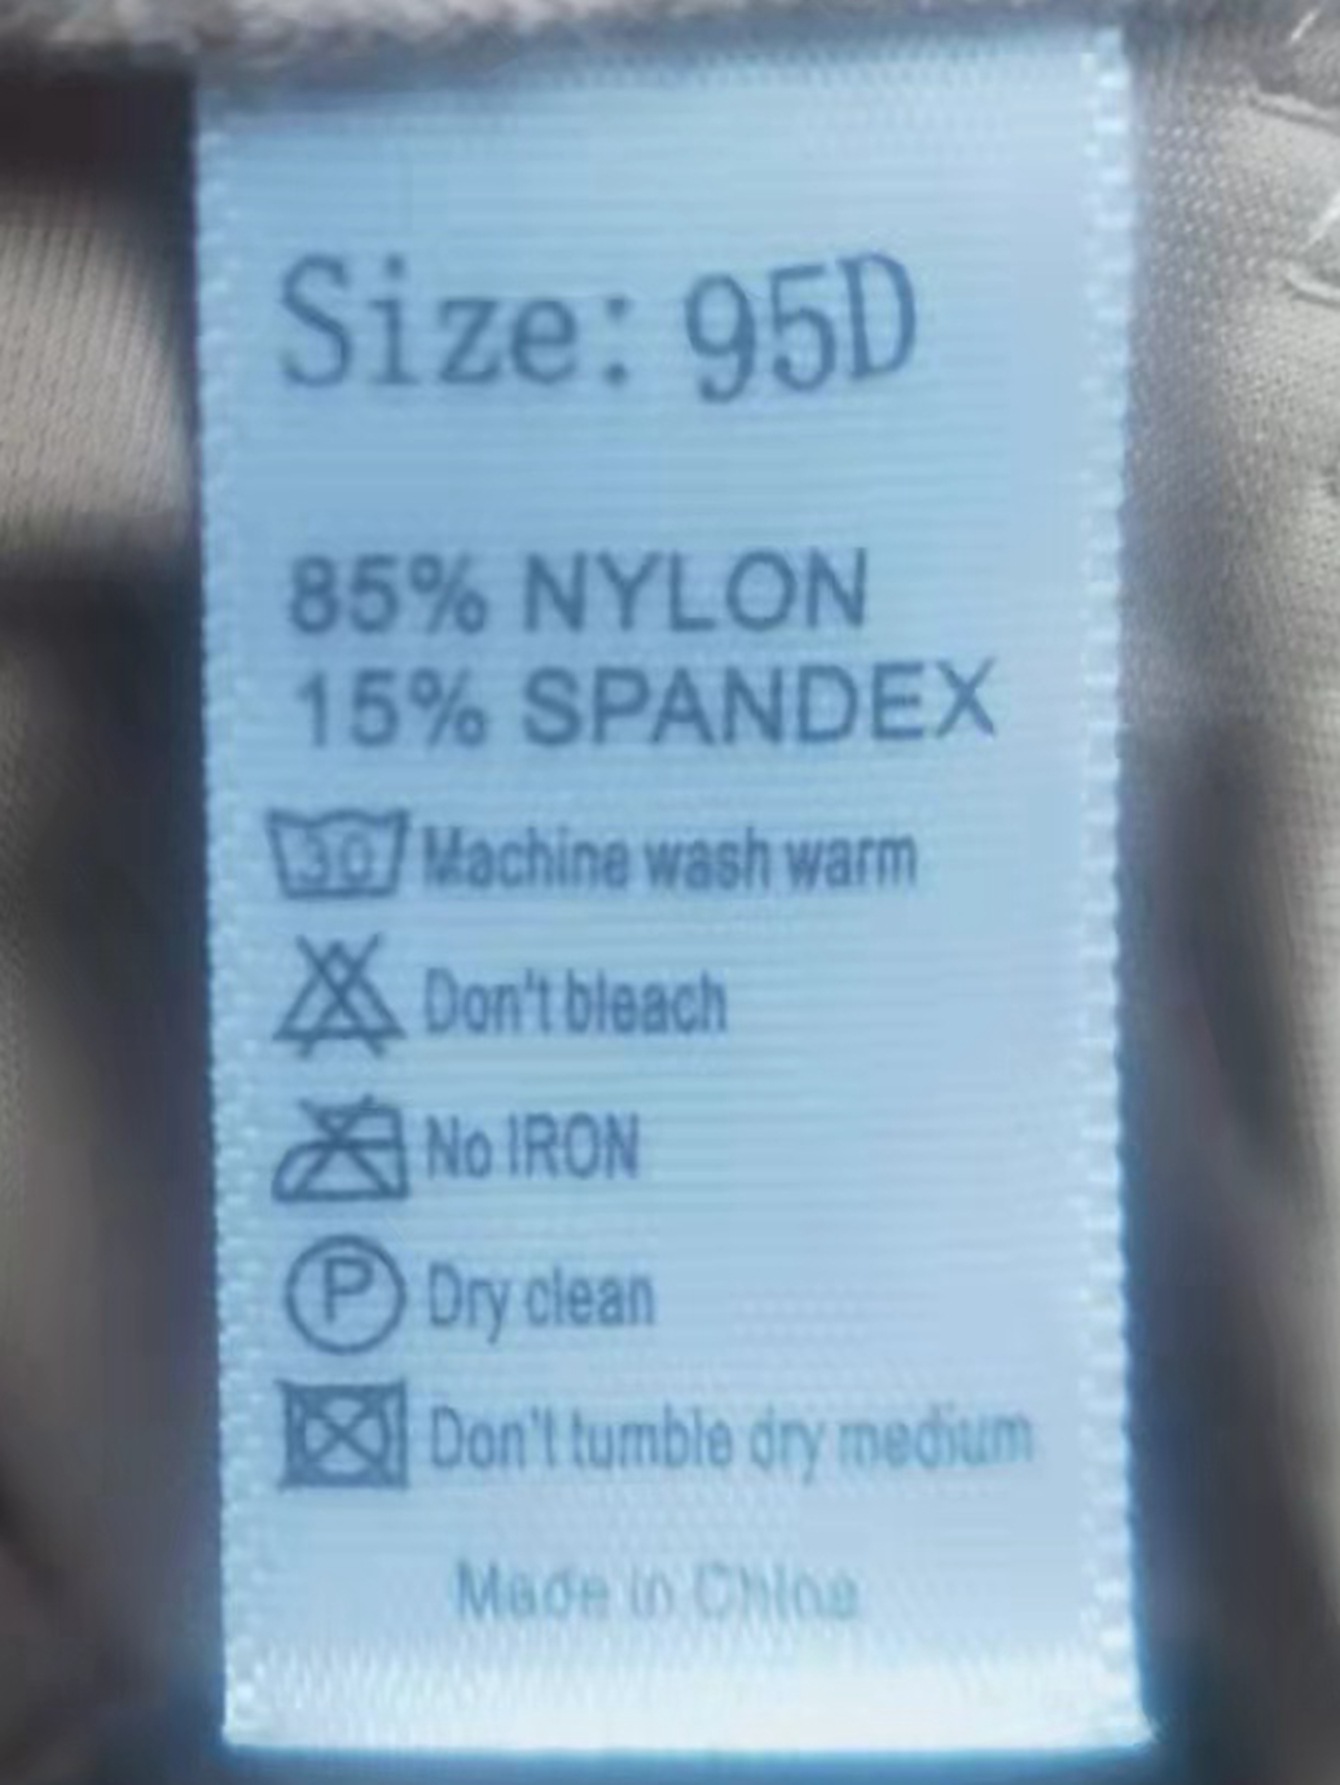 Size: 95D
85% NYLON
15% SPANDEX
30 Machine wash warm
Don't bleach
No IRON
P Dry clean
Don't tumble dry medium
Made in China